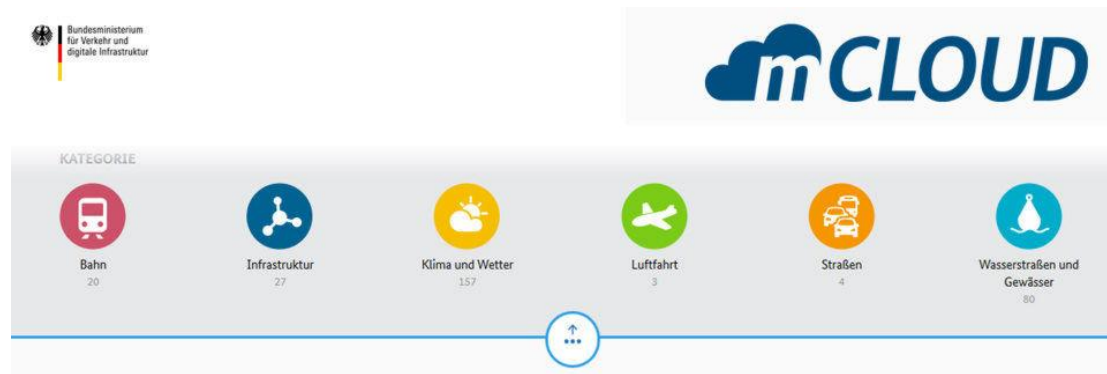 Bundesministerium
für Verkehr und
digitale Infrastruktur
mCLOUD
KATEGORIE
Bahn
20
Infrastruktur
27
Klima und Wetter
157
Luftfahrt
3
Straßen
4
Wasserstraßen und
Gewässer
80